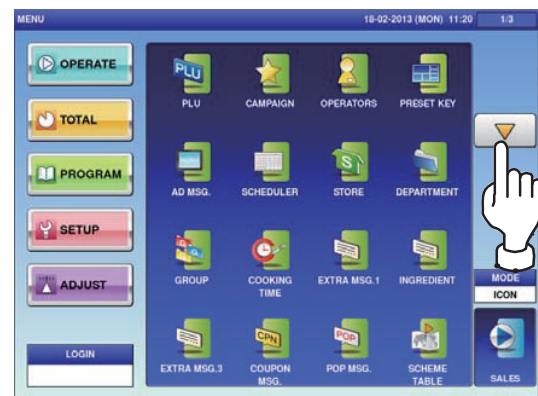 MENU 18-02-2013 (MON) 11:20 1/3
OPERATE
TOTAL
PROGRAM
SETUP
ADJUST
LOGIN
PLU
PLU CAMPAIGN OPERATORS PRESET KEY
S
AD MSG. SCHEDULER STORE DEPARTMENT
GROUP COOKING TIME EXTRA MSG.1 INGREDIENT
CPN POP
EXTRA MSG.3 COUPON MSG. POP MSG. SCHEME TABLE
MODE
ICON
SALES